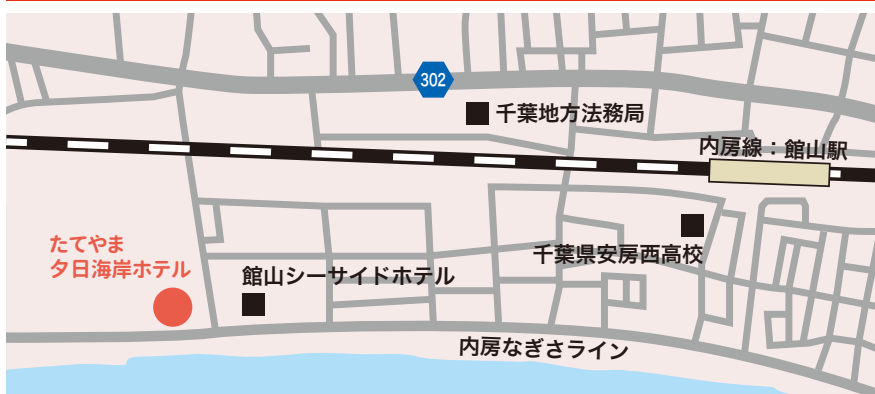 302
千葉地方法務局
内房線：館山駅
千葉県安房西高校
たてやま
夕日海岸ホテル
館山シーサイドホテル
内房なぎさライン